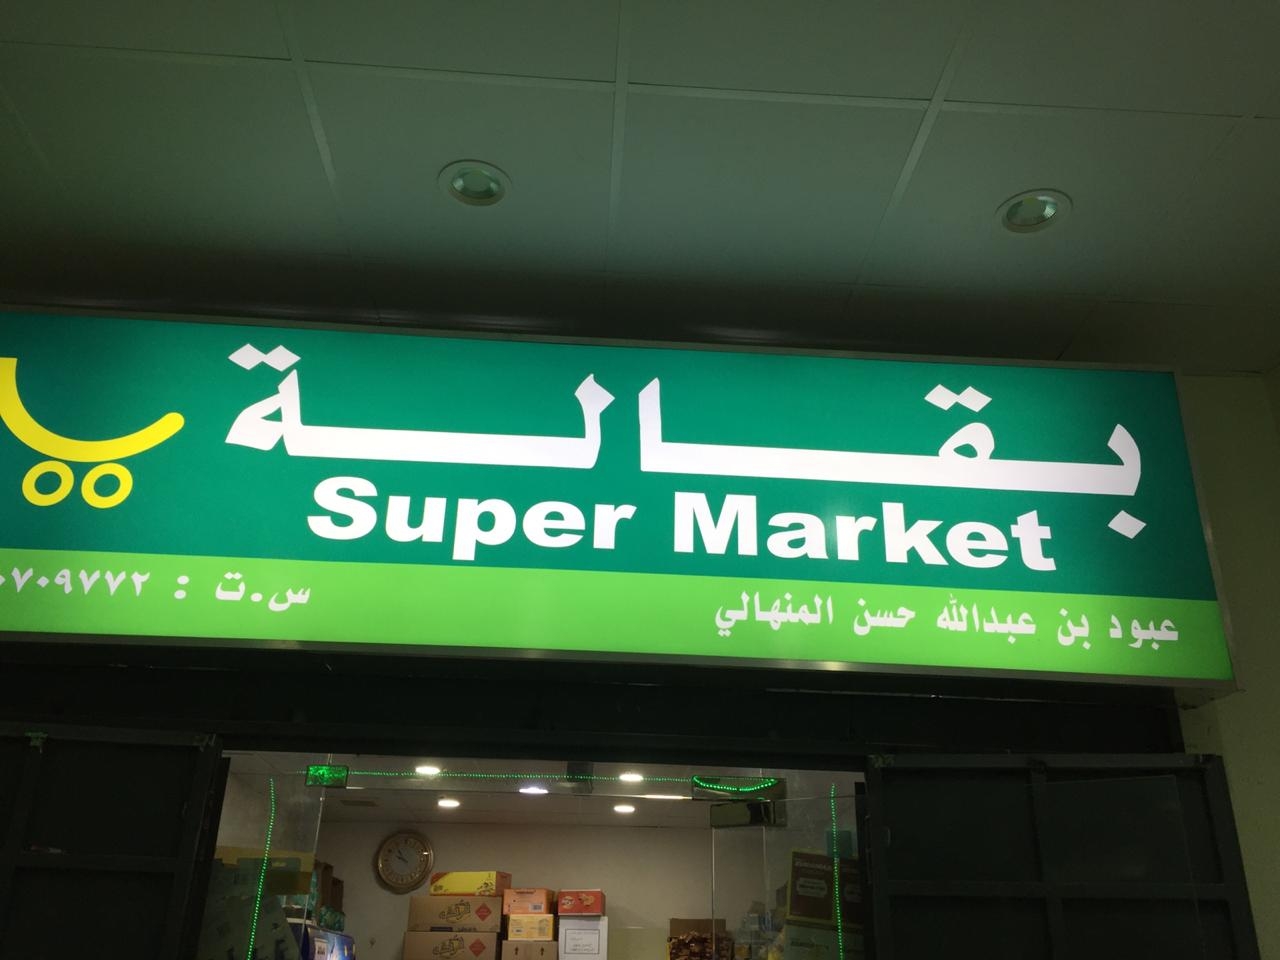 بقالة
Super Market
عبود بن عبدالله حسن المنهالي
س.ت : ٧٠٩٧٧٢